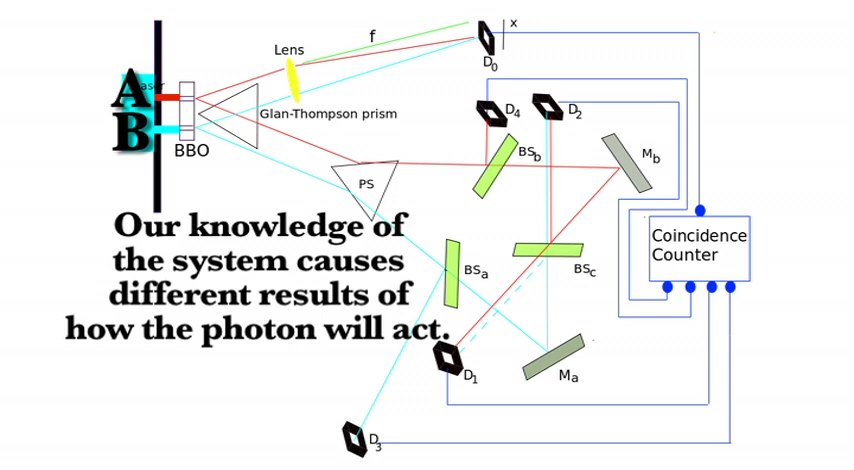 f
x
Lens
D0
A
Laser
Glan-Thompson prism
D4
D2
B
BBO
BSb
Mb
PS
Our knowledge of
the system causes
different results of
how the photon will act.
Coincidence
Counter
BSa
BSc
D1
Ma
D3